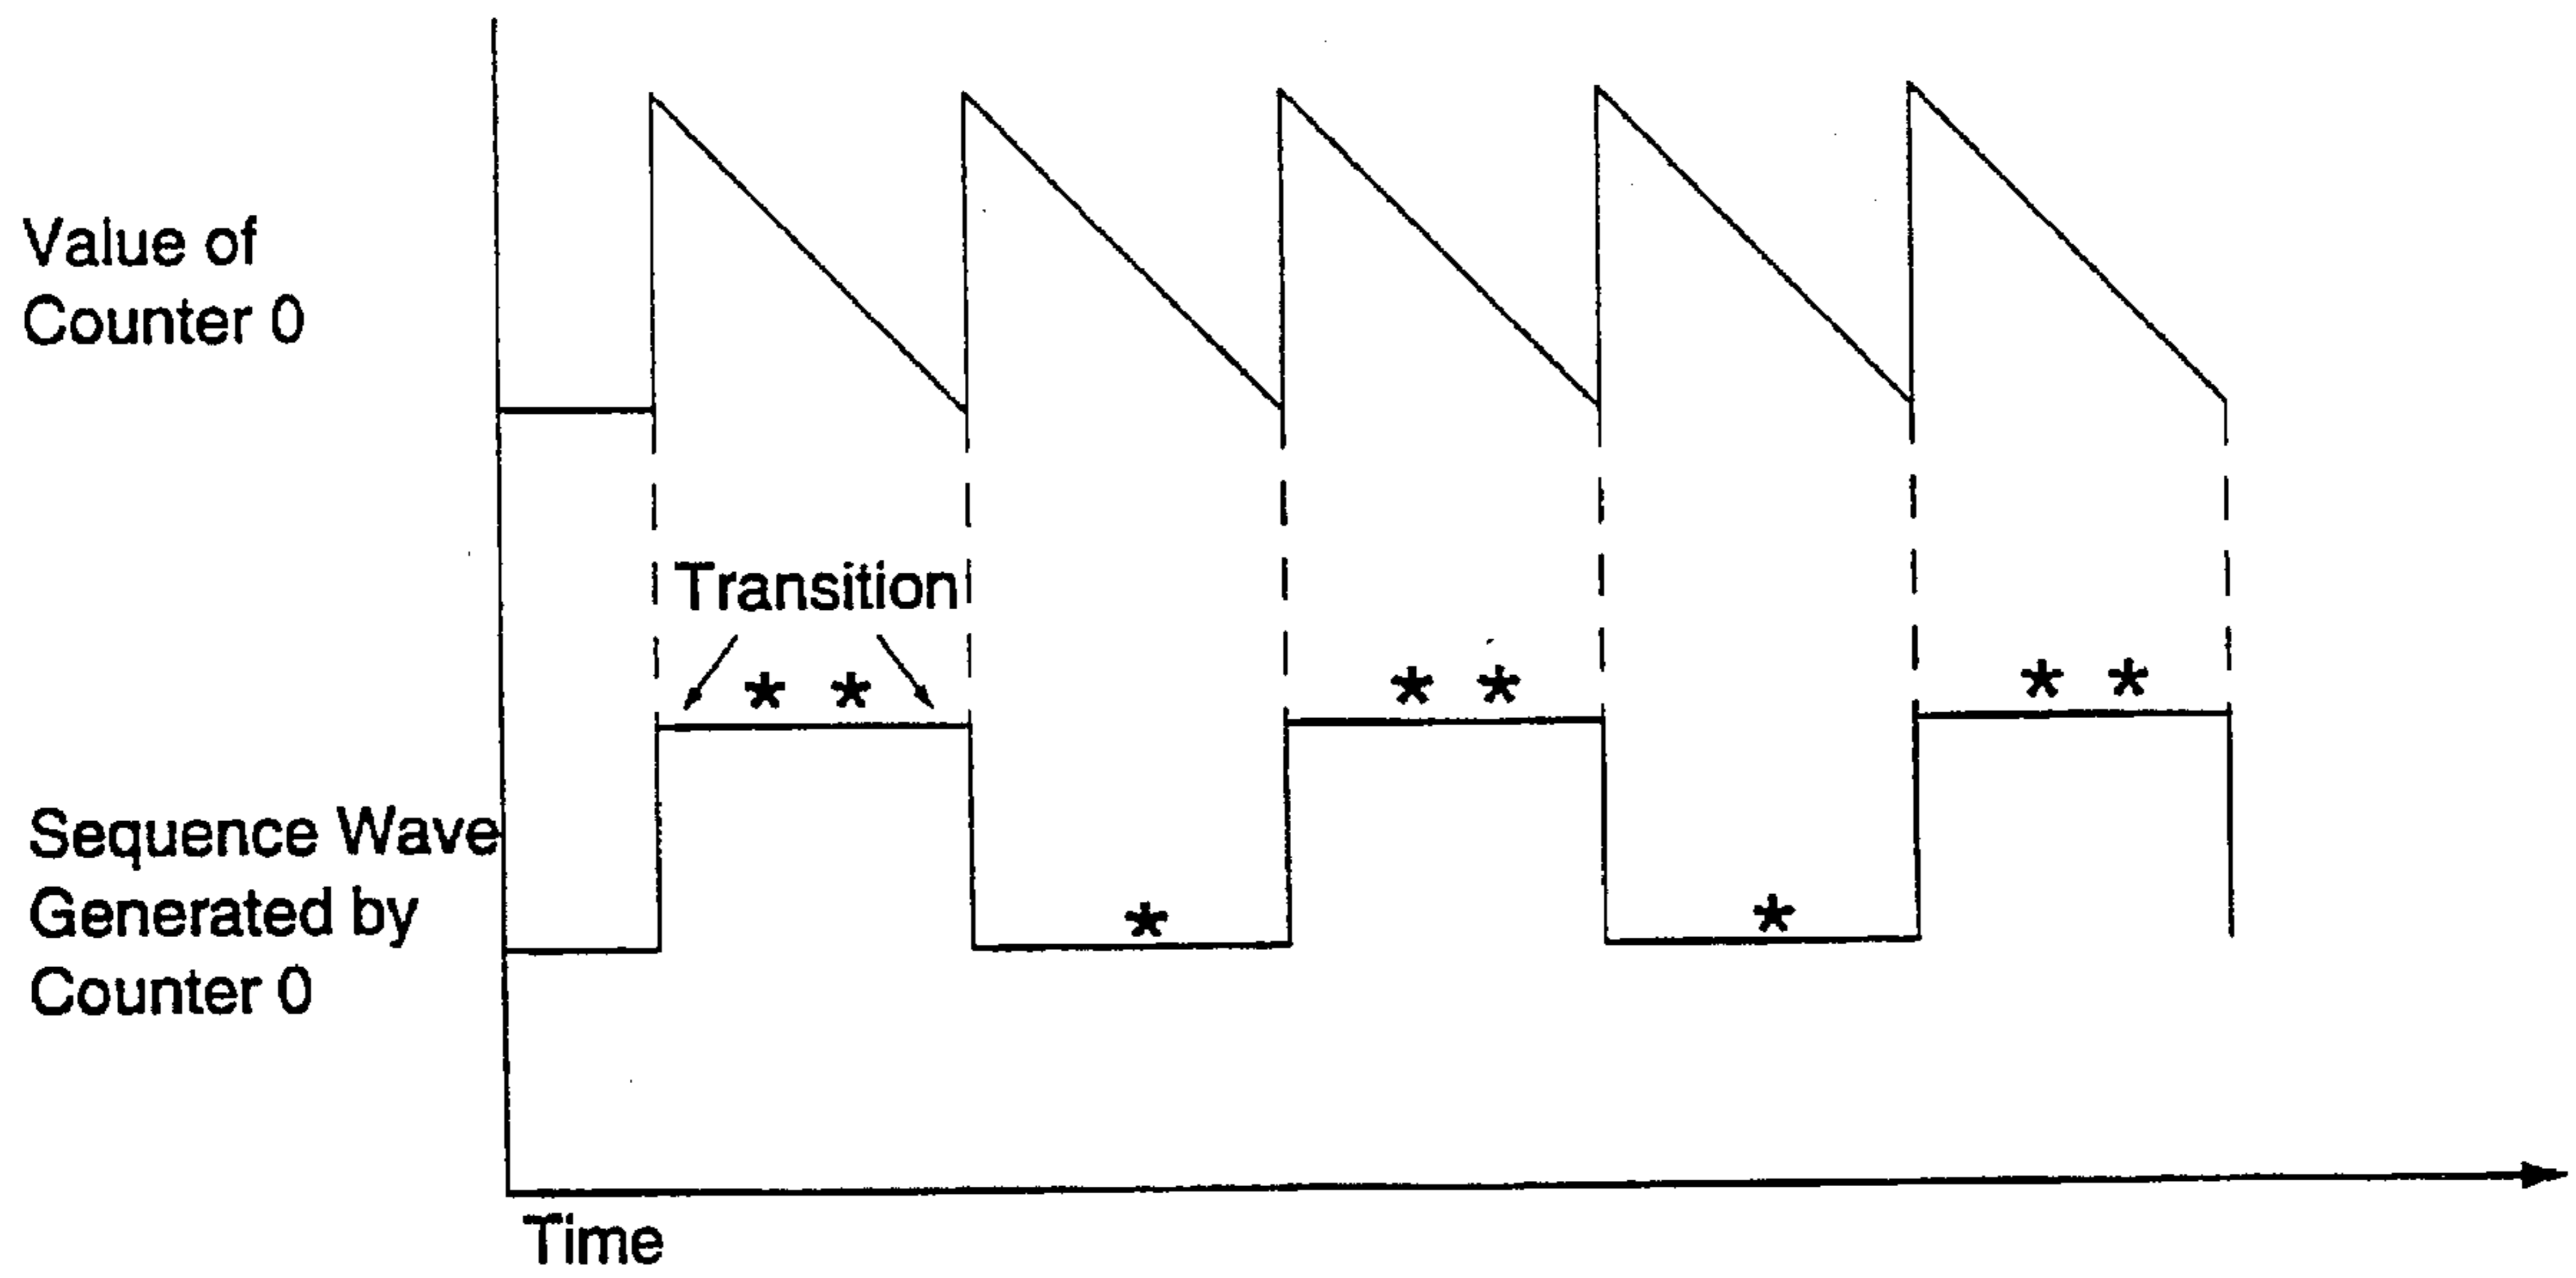 Value of
Counter 0
Transition
* *
* *
* *
*
*
Sequence Wave
Generated by
Counter 0
Time